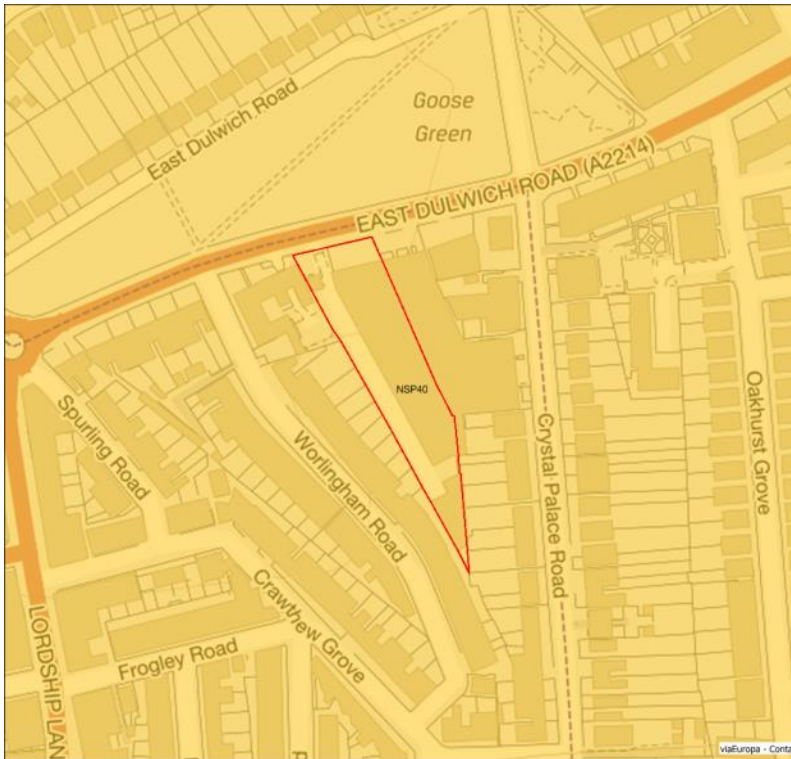 East Dulwich Road
Goose
Green
EAST DULWICH ROAD (A2214)
NSP40
Spurling Road
Worlingham Road
Crystal Palace Road
Oakhurst Grove
Crawthew Grove
Frogley Road
LORDSHIP LAN
viaEuropa - Conta